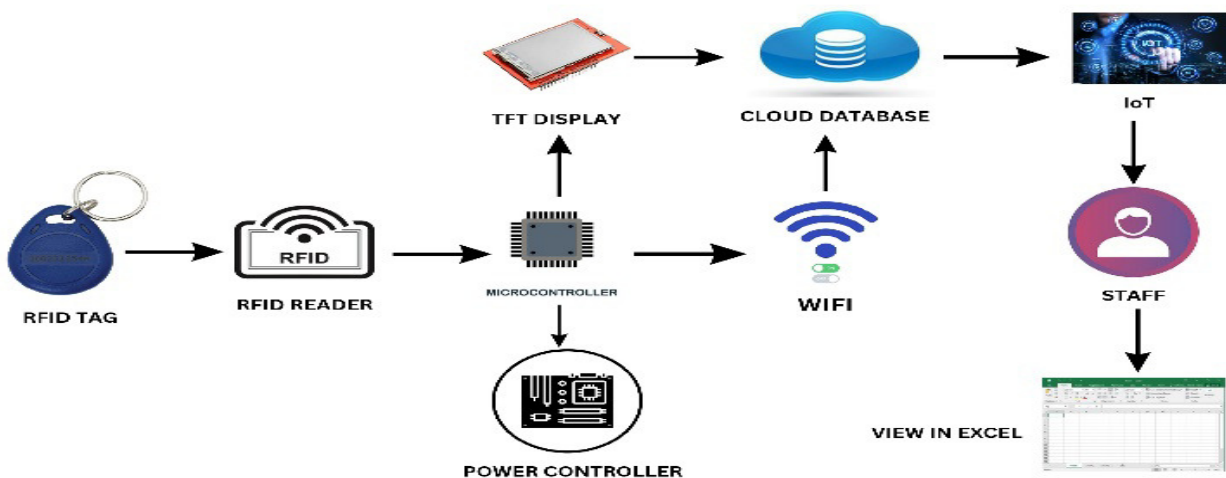 TFT DISPLAY
CLOUD DATABASE
IoT
RFID
RFID TAG
RFID READER
MICROCONTROLLER
WIFI
STAFF
POWER CONTROLLER
VIEW IN EXCEL